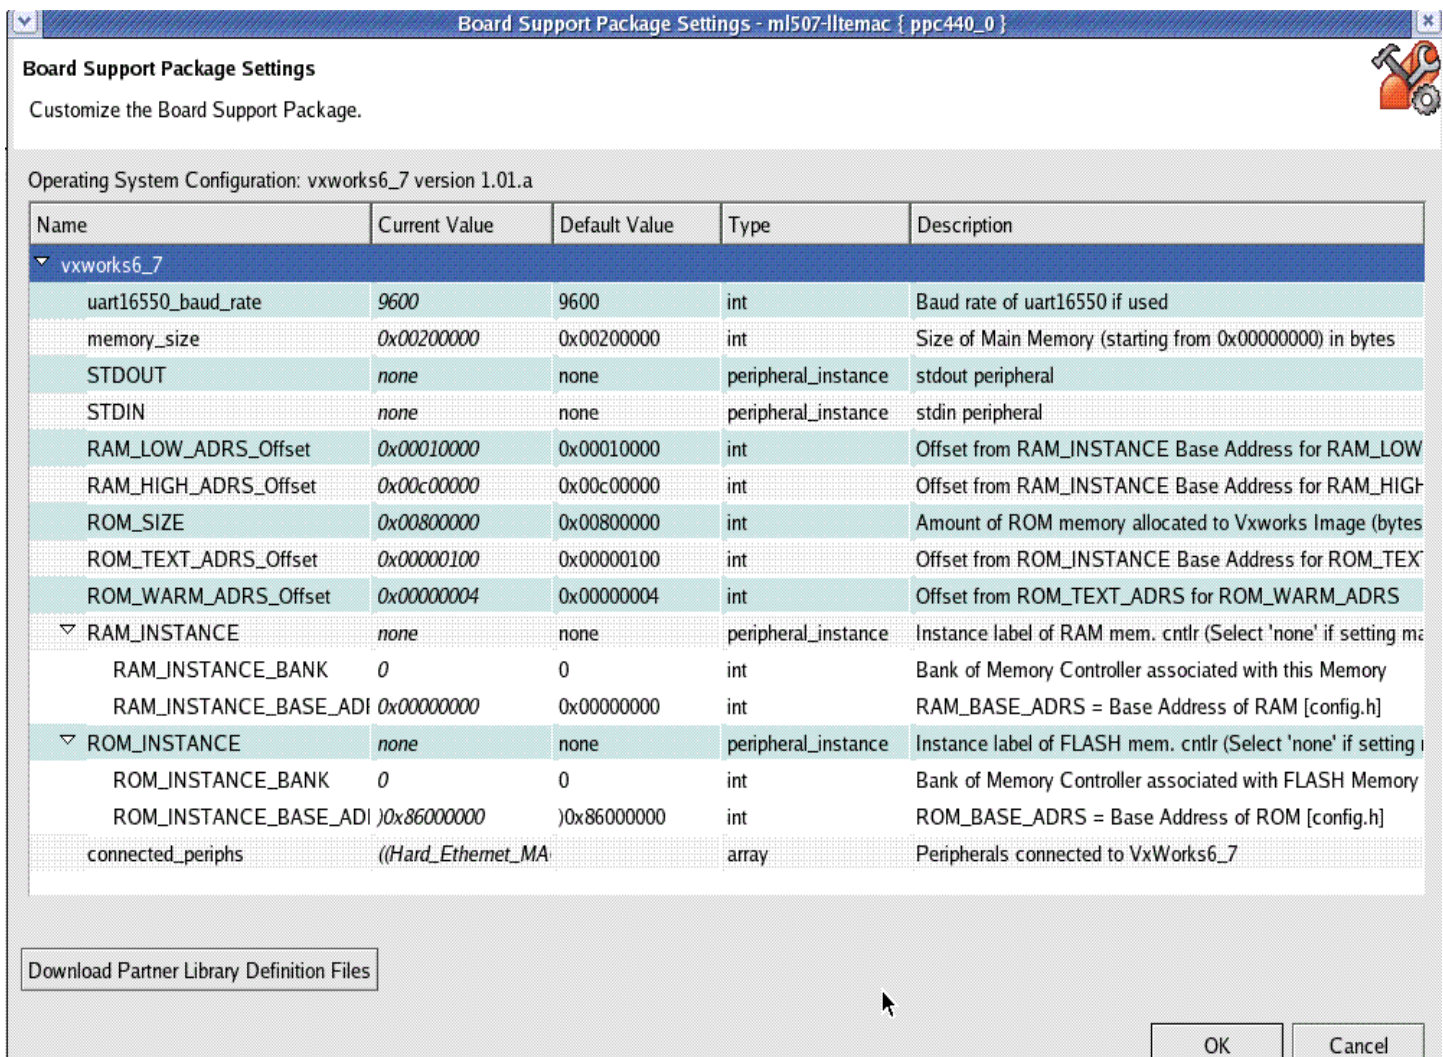 Board Support Package Settings - ml507-lltemac { ppc440_0 }
Board Support Package Settings
Customize the Board Support Package.
Operating System Configuration: vxworks6_7 version 1.01.a
Name Current Value Default Value Type Description
vxworks6_7
uart16550_baud_rate 9600 9600 int Baud rate of uart16550 if used
memory_size 0x00200000 0x00200000 int Size of Main Memory (starting from 0x00000000) in bytes
STDOUT none none peripheral_instance stdout peripheral
STDIN none none peripheral_instance stdin peripheral
RAM_LOW_ADRS_Offset 0x00010000 0x00010000 int Offset from RAM_INSTANCE Base Address for RAM_LOW
RAM_HIGH_ADRS_Offset 0x00c00000 0x00c00000 int Offset from RAM_INSTANCE Base Address for RAM_HIGH
ROM_SIZE 0x00800000 0x00800000 int Amount of ROM memory allocated to Vxworks Image (bytes
ROM_TEXT_ADRS_Offset 0x00000100 0x00000100 int Offset from ROM_INSTANCE Base Address for ROM_TEXT
ROM_WARM_ADRS_Offset 0x00000004 0x00000004 int Offset from ROM_TEXT_ADRS for ROM_WARM_ADRS
RAM_INSTANCE none none peripheral_instance Instance label of RAM mem. cntlr (Select 'none' if setting ma
RAM_INSTANCE_BANK 0 0 int Bank of Memory Controller associated with this Memory
RAM_INSTANCE_BASE_ADR 0x00000000 0x00000000 int RAM_BASE_ADRS = Base Address of RAM [config.h]
ROM_INSTANCE none none peripheral_instance Instance label of FLASH mem. cntlr (Select 'none' if setting
ROM_INSTANCE_BANK 0 0 int Bank of Memory Controller associated with FLASH Memory
ROM_INSTANCE_BASE_AD )0x86000000 )0x86000000 int ROM_BASE_ADRS = Base Address of ROM [config.h]
connected_periphs ((Hard_Ethernet_MA array Peripherals connected to VxWorks6_7
Download Partner Library Definition Files
OK Cancel